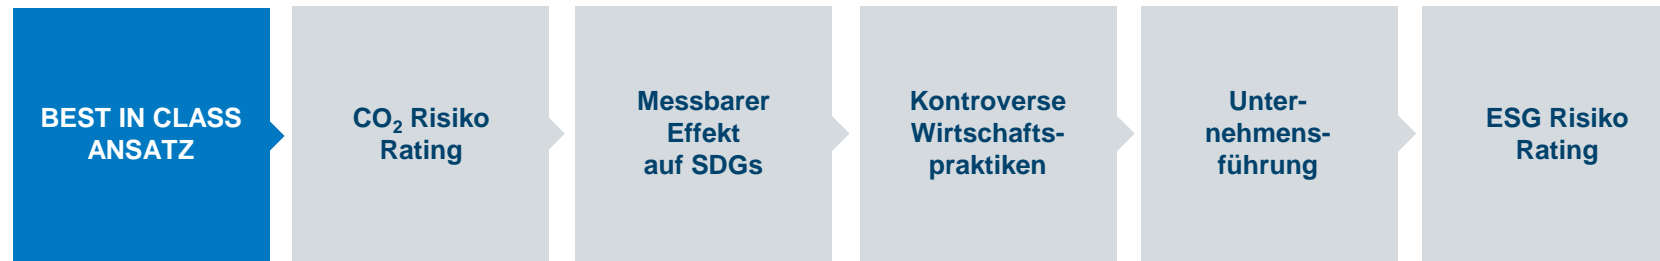 BEST IN CLASS
ANSATZ
CO₂ Risiko
Rating
Messbarer
Effekt
auf SDGs
Kontroverse
Wirtschafts-
praktiken
Unter-
nehmens-
führung
ESG Risiko
Rating